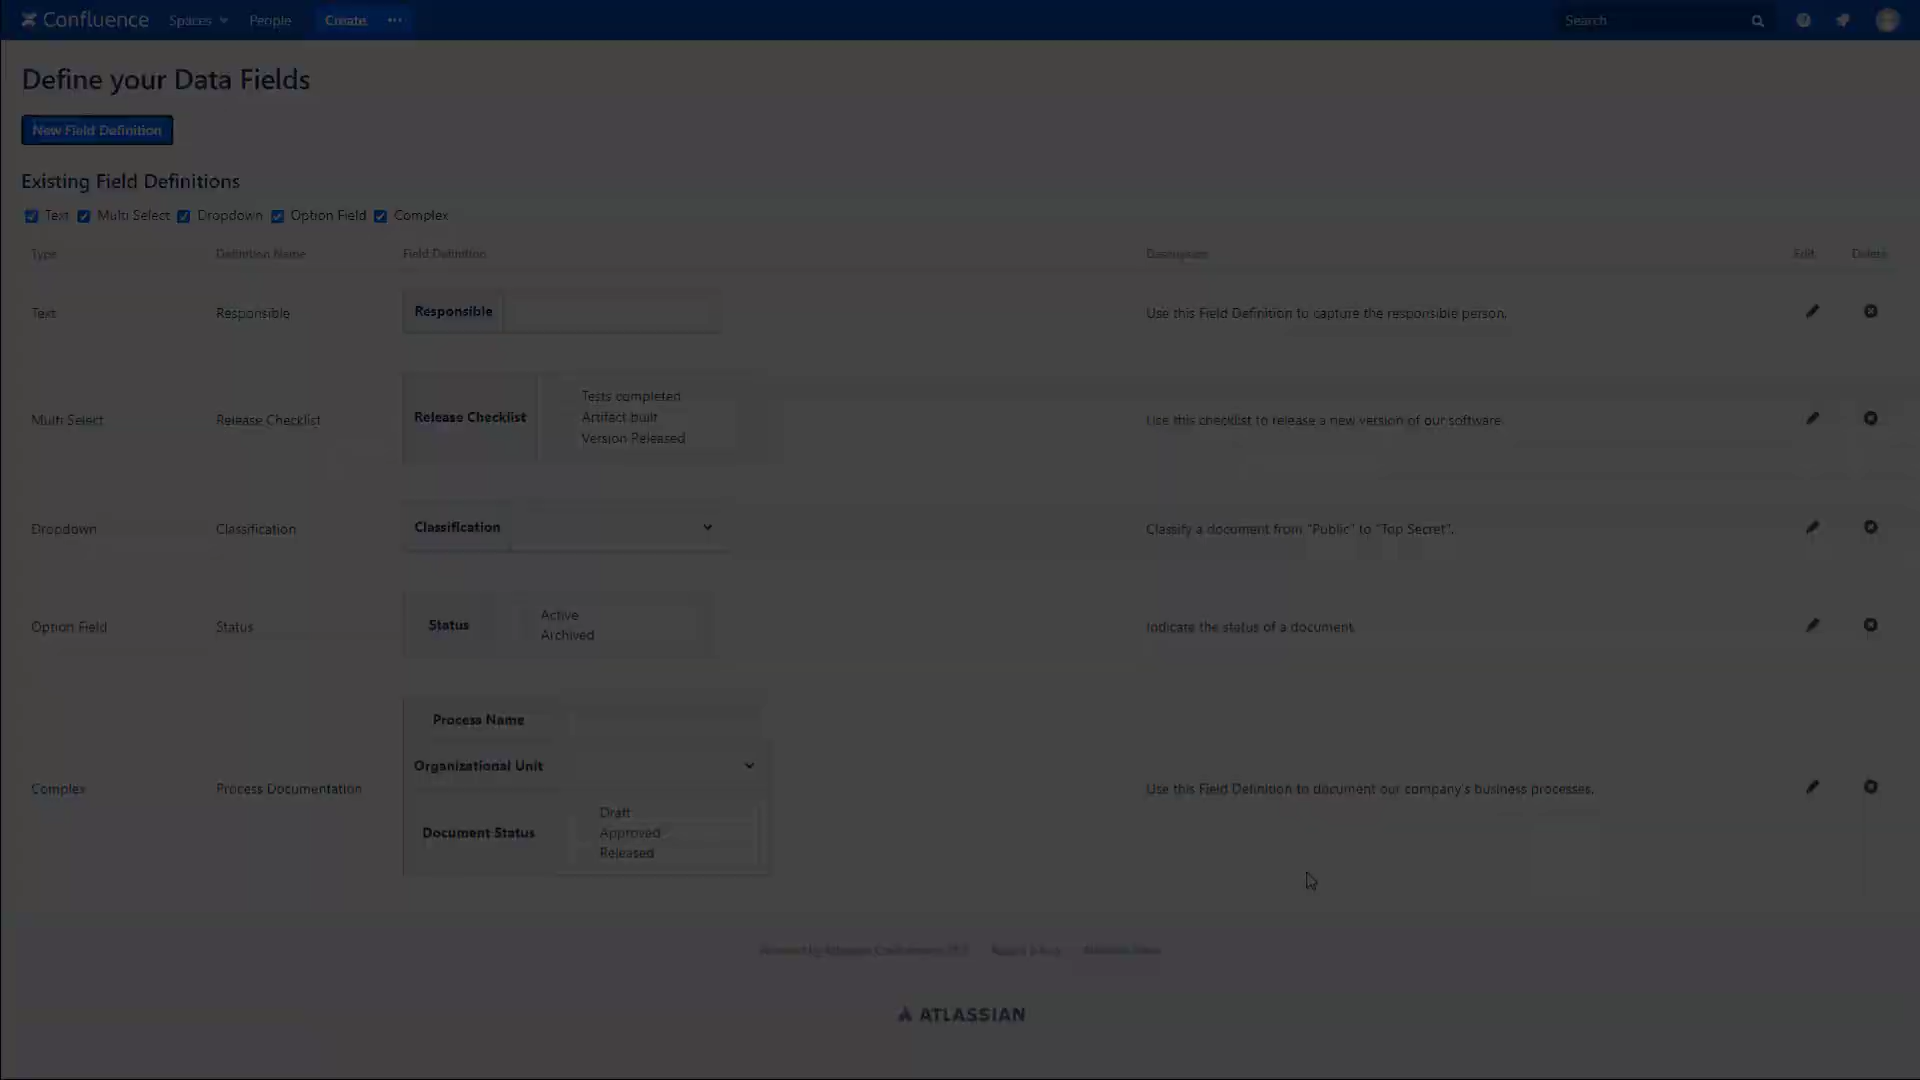 Confluence Spaces People Create ... Search
Define your Data Fields
New Field Definition
Existing Field Definitions
Text Multi Select Dropdown Option Field Complex
Type Definition Name Field Definition Description Edit Delete
Text Responsible Responsible Use this Field Definition to capture the responsible person.
Multi Select Release Checklist Release Checklist Tests completed
Artifact built
Version Released Use this checklist to release a new version of our software.
Dropdown Classification Classification Classify a document from "Public" to "Top Secret".
Option Field Status Status Active
Archived Indicate the status of a document.
Complex Process Documentation Process Name
Organizational Unit
Document Status Draft
Approved
Released Use this Field Definition to document our company's business processes.
Powered by Atlassian Confluence Report a bug Atlassian News
ATLASSIAN